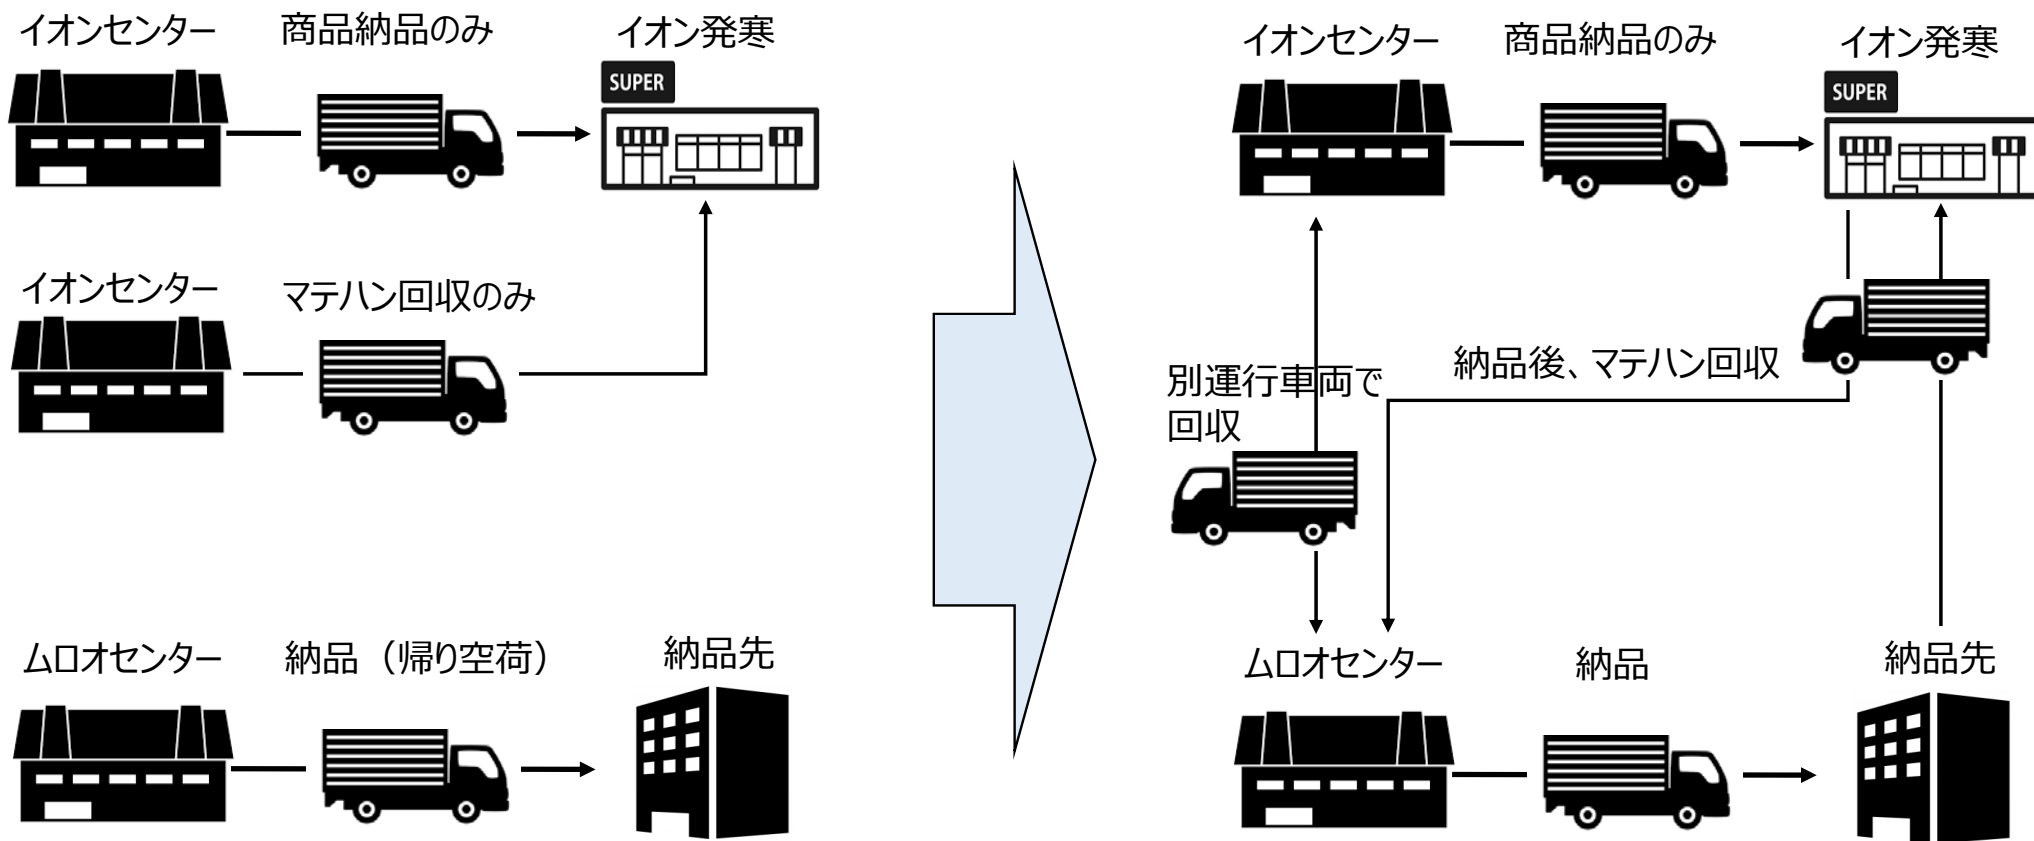 イオンセンター
商品納品のみ
イオン発寒
SUPER
イオンセンター
マテハン回収のみ
ムロオセンター
納品（帰り空荷）
納品先
イオンセンター
商品納品のみ
イオン発寒
SUPER
別運行車両で
回収
納品後、マテハン回収
ムロオセンター
納品
納品先